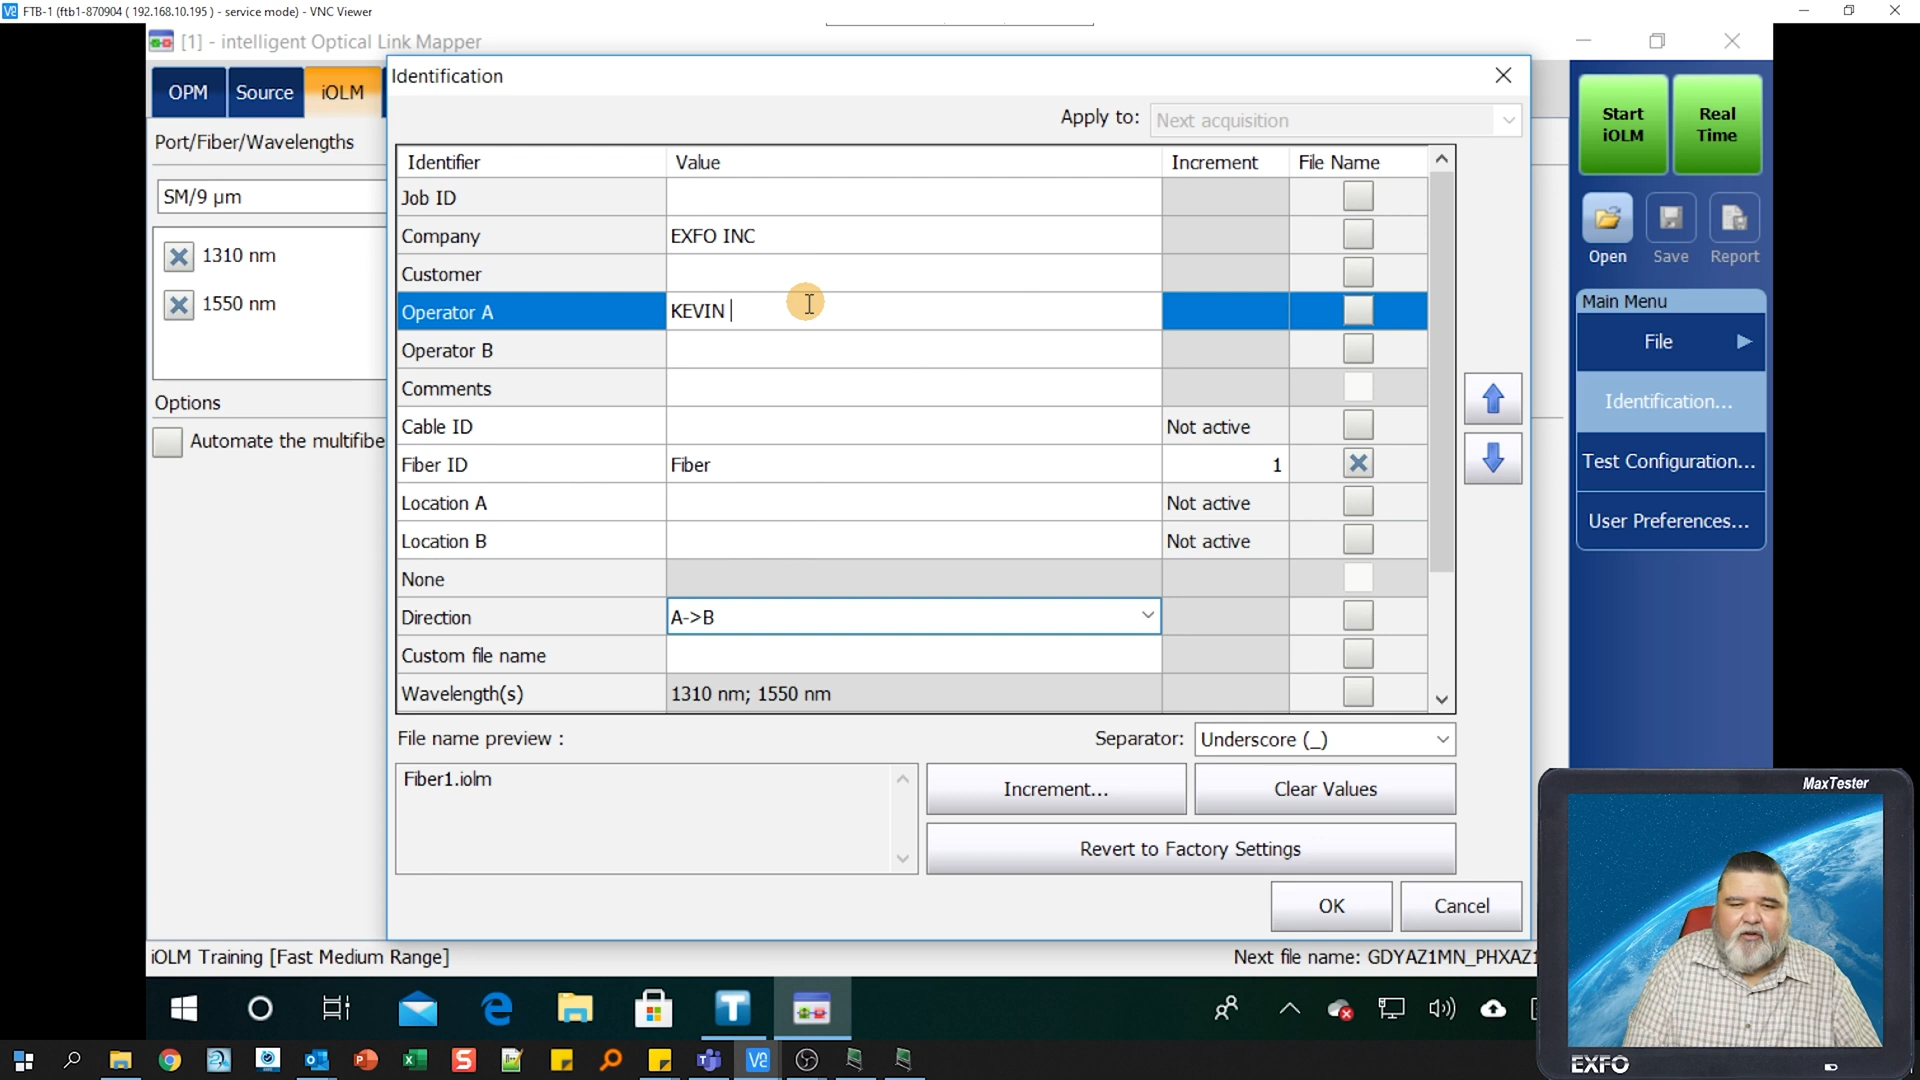 FTB-1 (ftb1-870904 ( 192.168.10.195 ) - service mode) - VNC Viewer
[1] - intelligent Optical Link Mapper
OPM Source iOLM
Identification
Apply to: Next acquisition
Start iOLM
Real Time
Port/Fiber/Wavelengths
SM/9 µm
1310 nm
1550 nm
Options
Automate the multifibe
Identifier Value Increment File Name
Job ID
Company EXFO INC
Customer
Operator A KEVIN
Operator B
Comments
Cable ID Not active
Fiber ID Fiber 1
Location A Not active
Location B Not active
None
Direction A->B
Custom file name
Wavelength(s) 1310 nm; 1550 nm
File name preview :
Separator: Underscore (_)
Fiber1.iolm
Increment... Clear Values
Revert to Factory Settings
OK Cancel
Open Save Report
Main Menu
File
Identification...
Test Configuration...
User Preferences...
iOLM Training [Fast Medium Range]
Next file name: GDYAZ1MN_PHXAZ1
MaxTester
EXFO